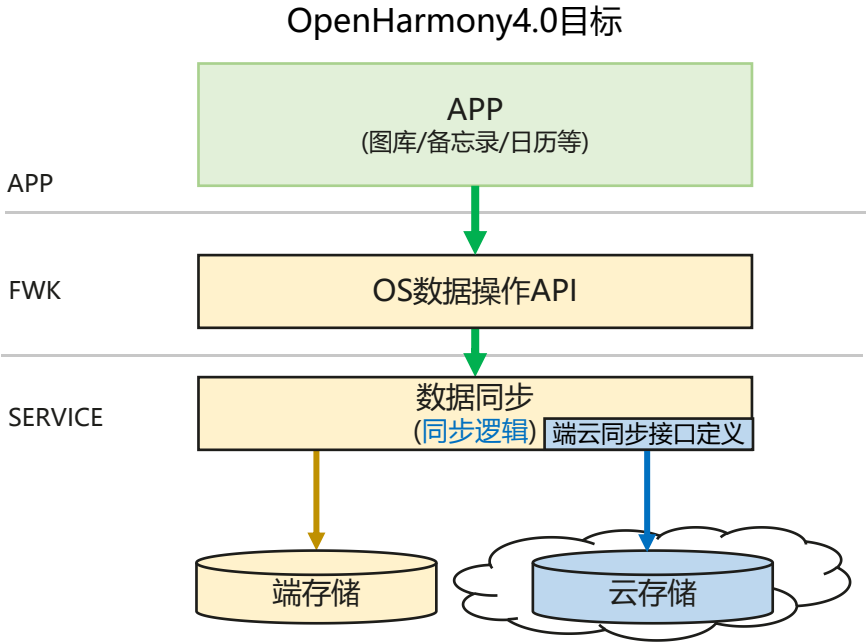 OpenHarmony4.0目标
APP
(图库/备忘录/日历等)
APP
FWK
OS数据操作API
SERVICE
数据同步
(同步逻辑)
端云同步接口定义
端存储
云存储